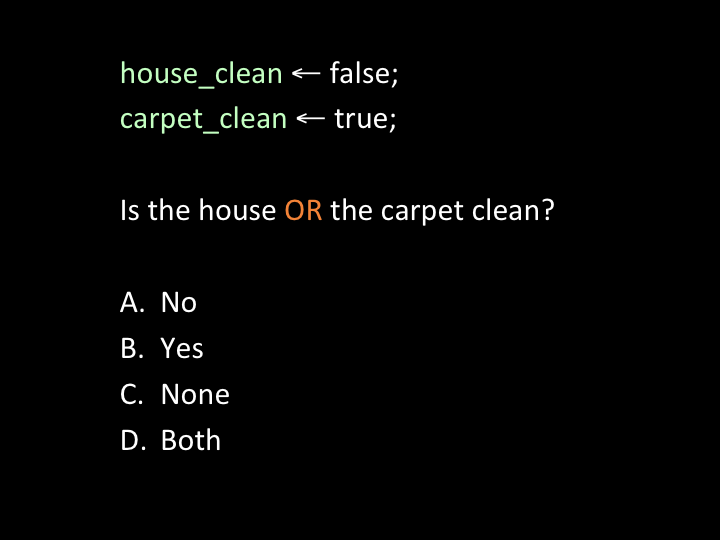 house_clean ← false;
carpet_clean ← true;
Is the house OR the carpet clean?
A. No
B. Yes
C. None
D. Both